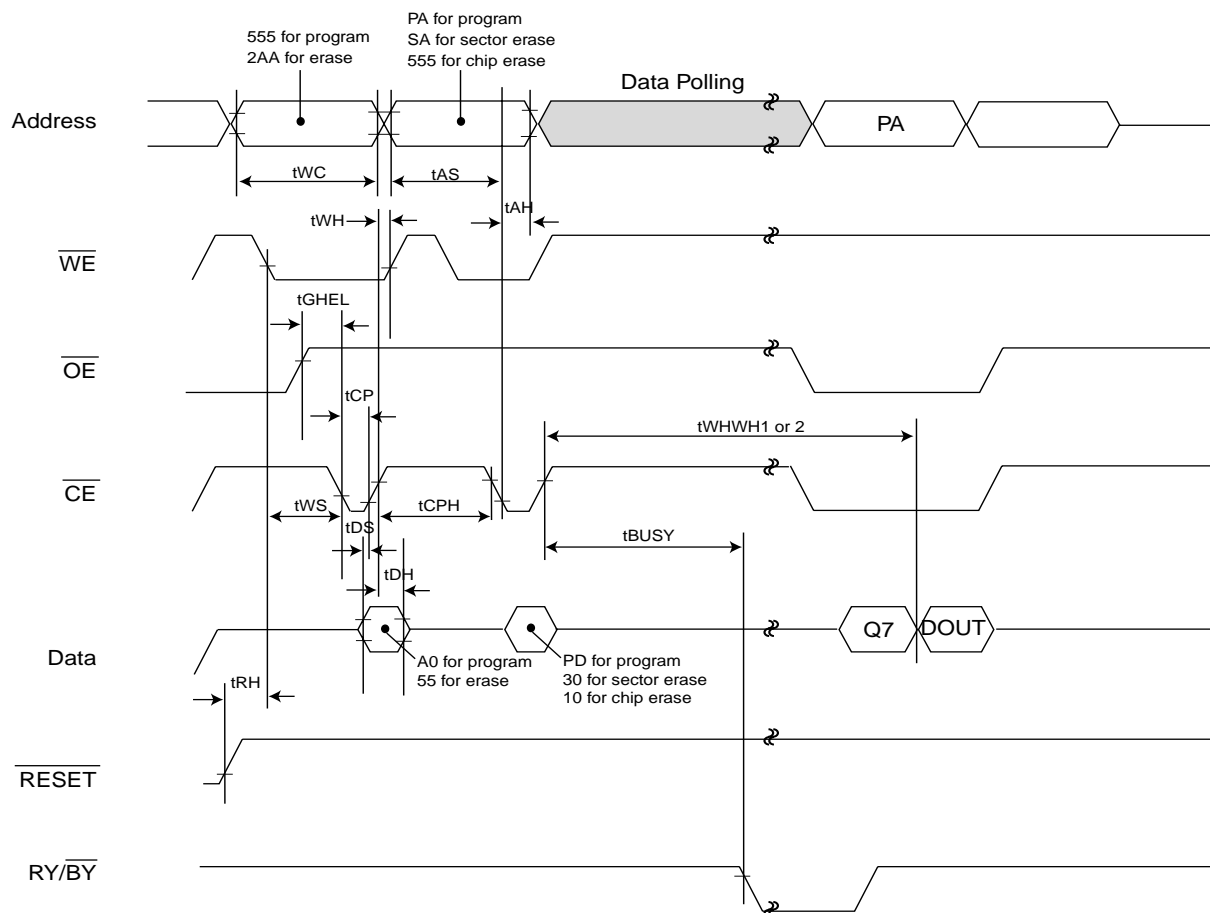 555 for program
2AA for erase
PA for program
SA for sector erase
555 for chip erase
Data Polling
Address
PA
tWC
tAS
tAH
tWH
WE
tGHEL
OE
tCP
tWHWH1 or 2
CE
tWS
tCPH
tDS
tBUSY
tDH
Q7
DOUT
Data
A0 for program
55 for erase
PD for program
30 for sector erase
10 for chip erase
tRH
RESET
RY/BY